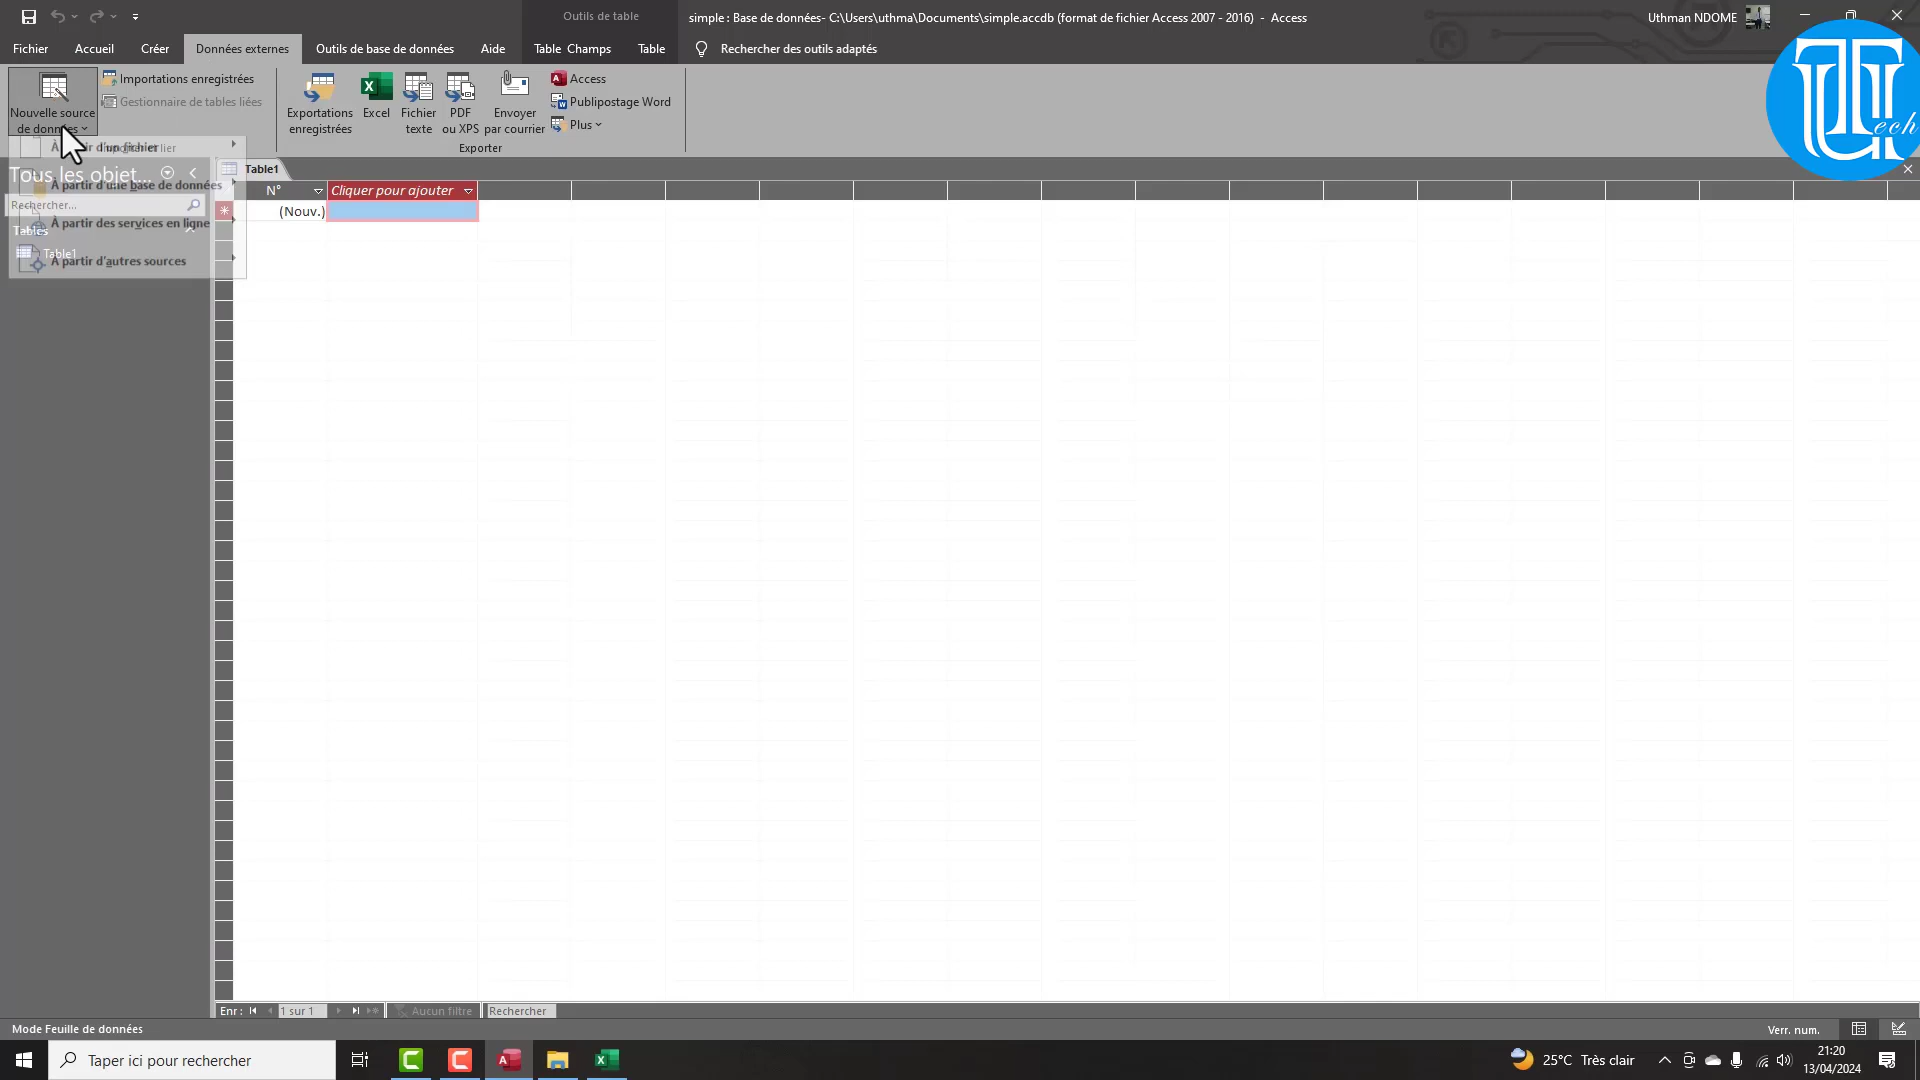 Outils de table
simple : Base de données- C:\Users\uthma\Documents\simple.accdb (format de fichier Access 2007 - 2016)  -  Access
Uthman NDOME
Fichier
Accueil
Créer
Données externes
Outils de base de données
Aide
Table Champs
Table
Rechercher des outils adaptés
Nouvelle source
de données
Importations enregistrées
Gestionnaire de tables liées
Exportations
enregistrées
Excel
Fichier
texte
PDF
ou XPS
Envoyer
par courrier
Access
Publipostage Word
Plus
Exporter
Tech
À partir d'un fichier
Tous les objet...
À partir d'une base de données
Rechercher...
À partir des services en ligne
Tables
Table1
À partir d'autres sources
Table1
N°
Cliquer pour ajouter
(Nouv.)
Enr :
1 sur 1
Aucun filtre
Rechercher
Mode Feuille de données
Verr. num.
Taper ici pour rechercher
25°C Très clair
21:20
13/04/2024